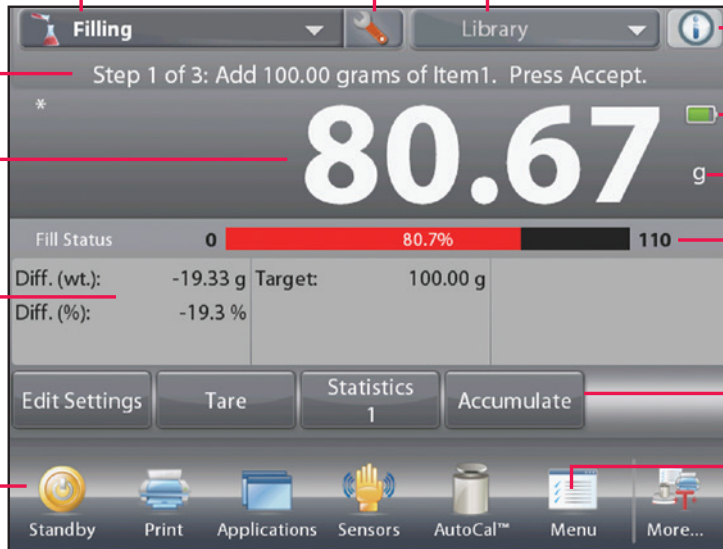 Filling Library
Step 1 of 3: Add 100.00 grams of Item1. Press Accept.
*
80.67
g
Fill Status 0 80.7% 110
Diff. (wt.): -19.33 g Target: 100.00 g
Diff. (%): -19.3 %
Edit Settings Tare Statistics 1 Accumulate
Standby Print Applications Sensors AutoCal™ Menu More...